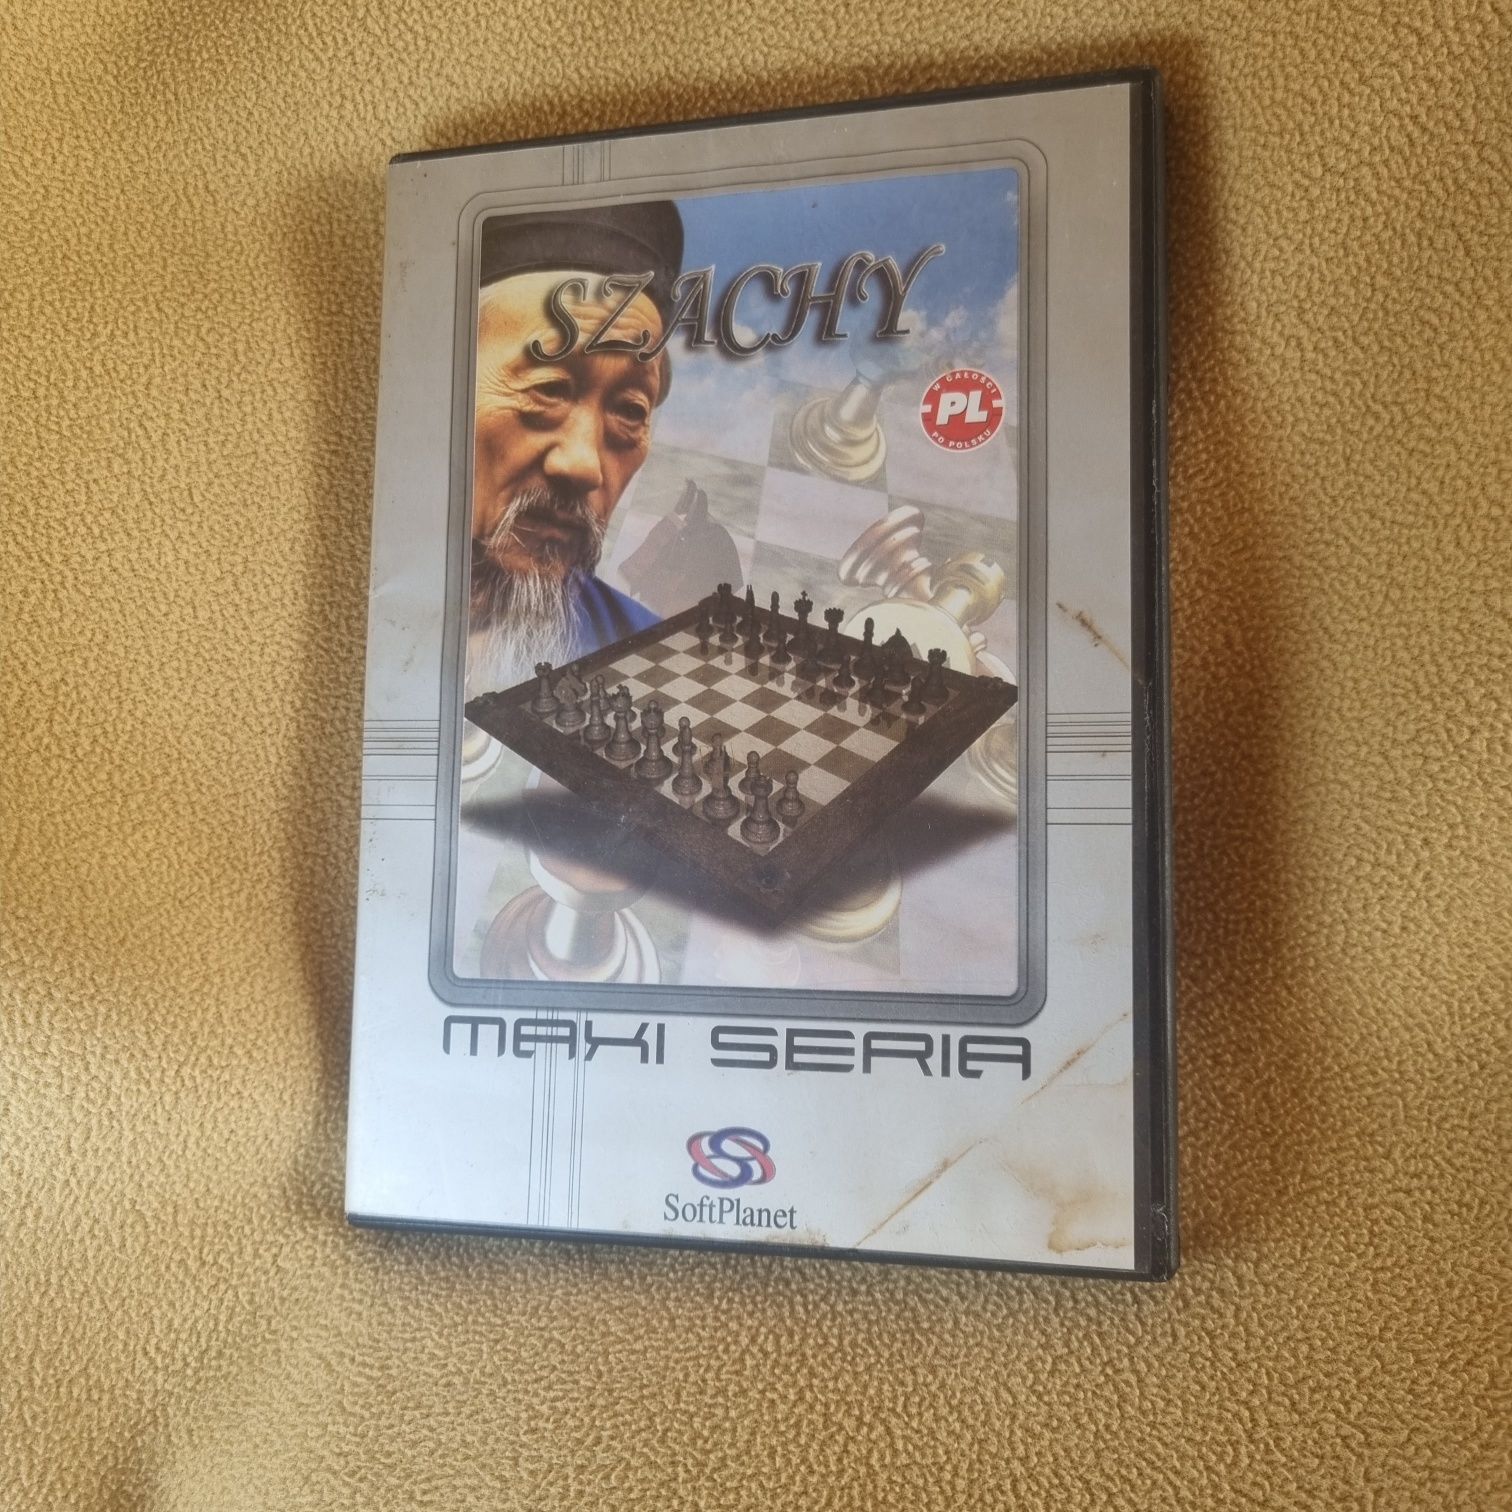 SZACHY
W CAŁOŚCI
PL
PO POLSKU
MAXI SERIA
SoftPlanet